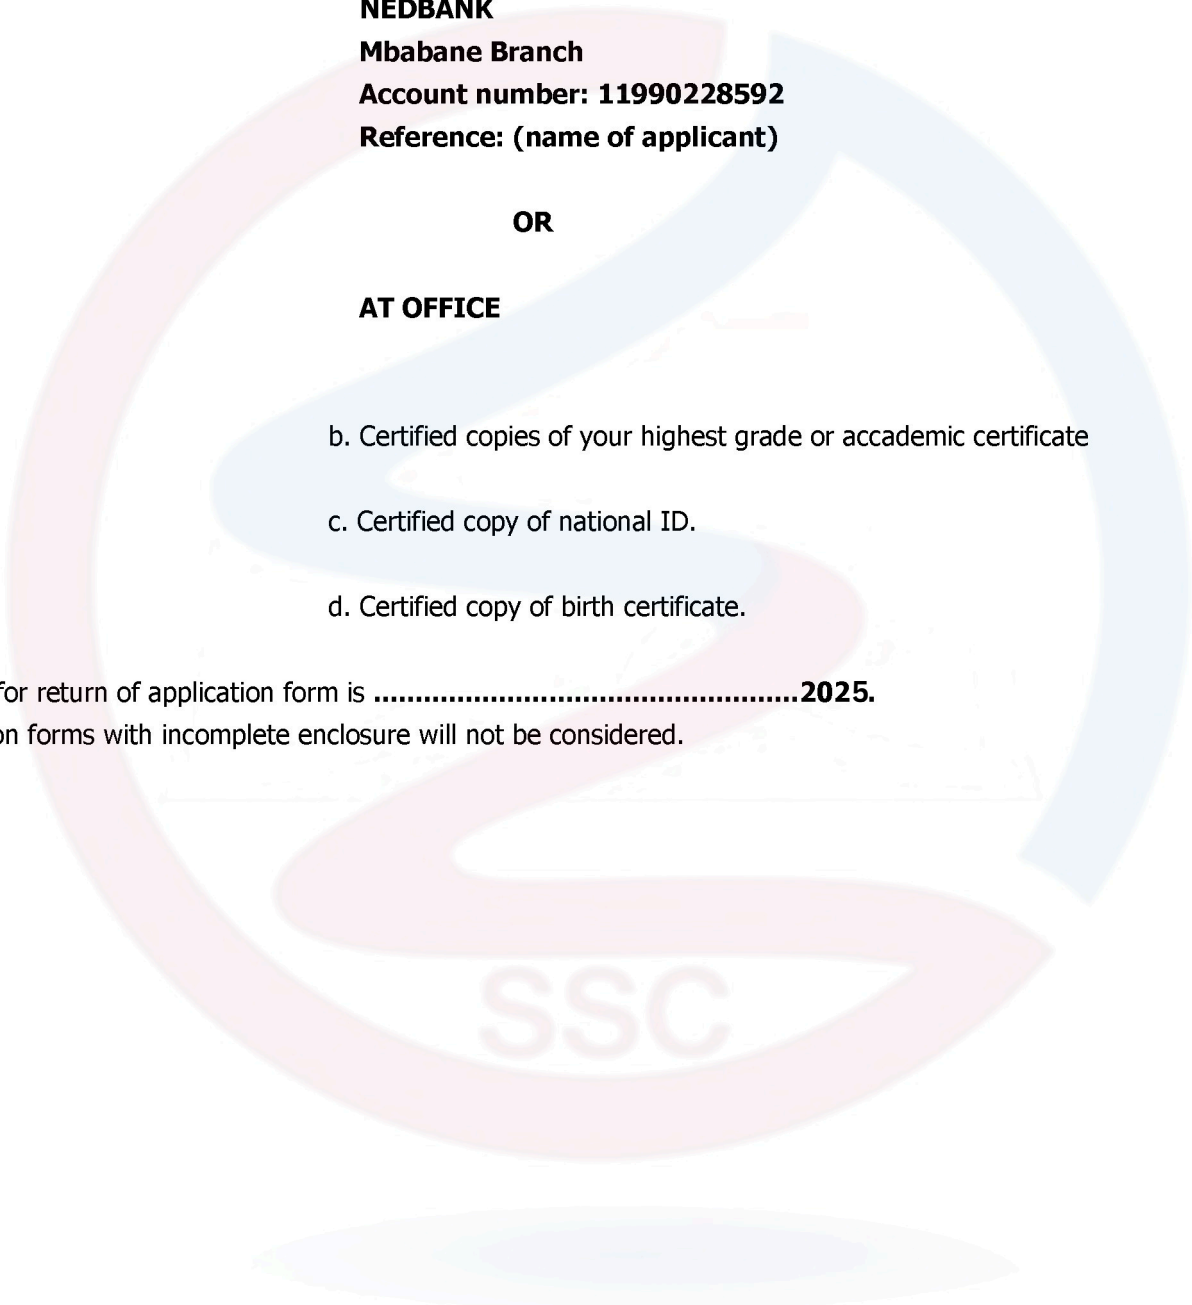 NEDBANK
Mbabane Branch
Account number: 11990228592
Reference: (name of applicant)
OR
AT OFFICE
b. Certified copies of your highest grade or accademic certificate
c. Certified copy of national ID.
d. Certified copy of birth certificate.
for return of application form is ..................................................2025.
on forms with incomplete enclosure will not be considered.
SSC